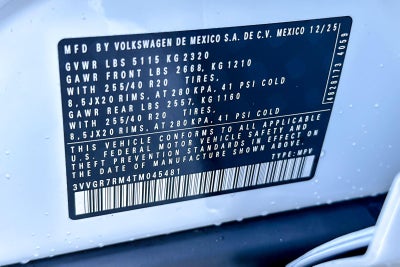 MFD BY VOLKSWAGEN DE MEXICO S.A. DE C.V. MEXICO 12/25
GVWR LBS 5115 KG 2320
GAWR FRONT LBS 2668, KG 1210
WITH 255/40 R20 TIRES.
8.5JX20 RIMS, AT 280 KPA, 41 PSI COLD
GAWR REAR LBS 2557, KG 1160
WITH 255/40 R20 TIRES.
8.5JX20 RIMS, AT 280 KPA, 41 PSI COLD
THIS VEHICLE CONFORMS TO ALL APPLICABLE
U.S. FEDERAL MOTOR VEHICLE SAFETY AND
THEFT PREVENTION STANDARDS IN EFFECT ON
THE DATE OF MANUFACTURE SHOWN ABOVE.
3VVGR7RM4TM045481 TYPE:MPV